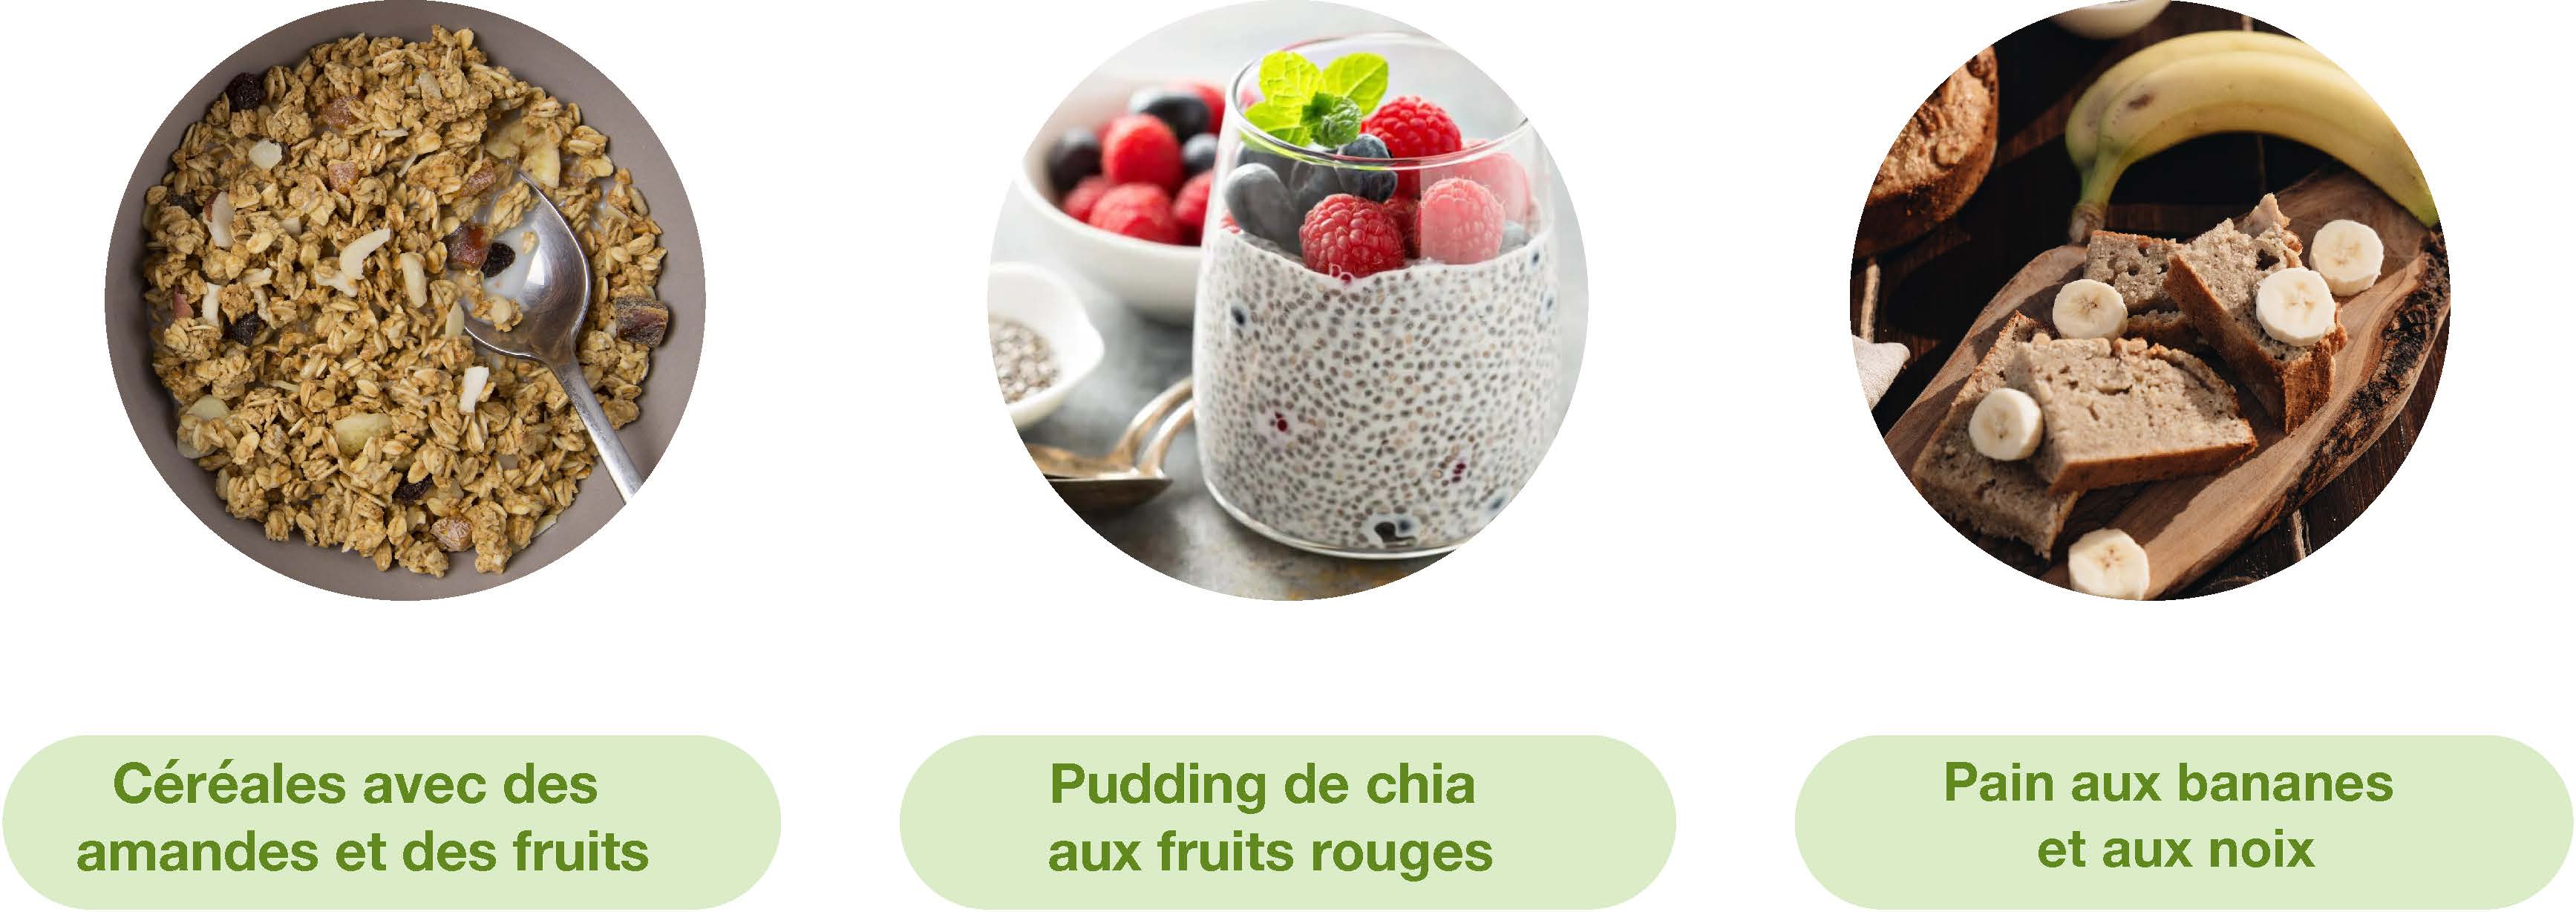 Céréales avec des
amandes et des fruits
Pudding de chia
aux fruits rouges
Pain aux bananes
et aux noix